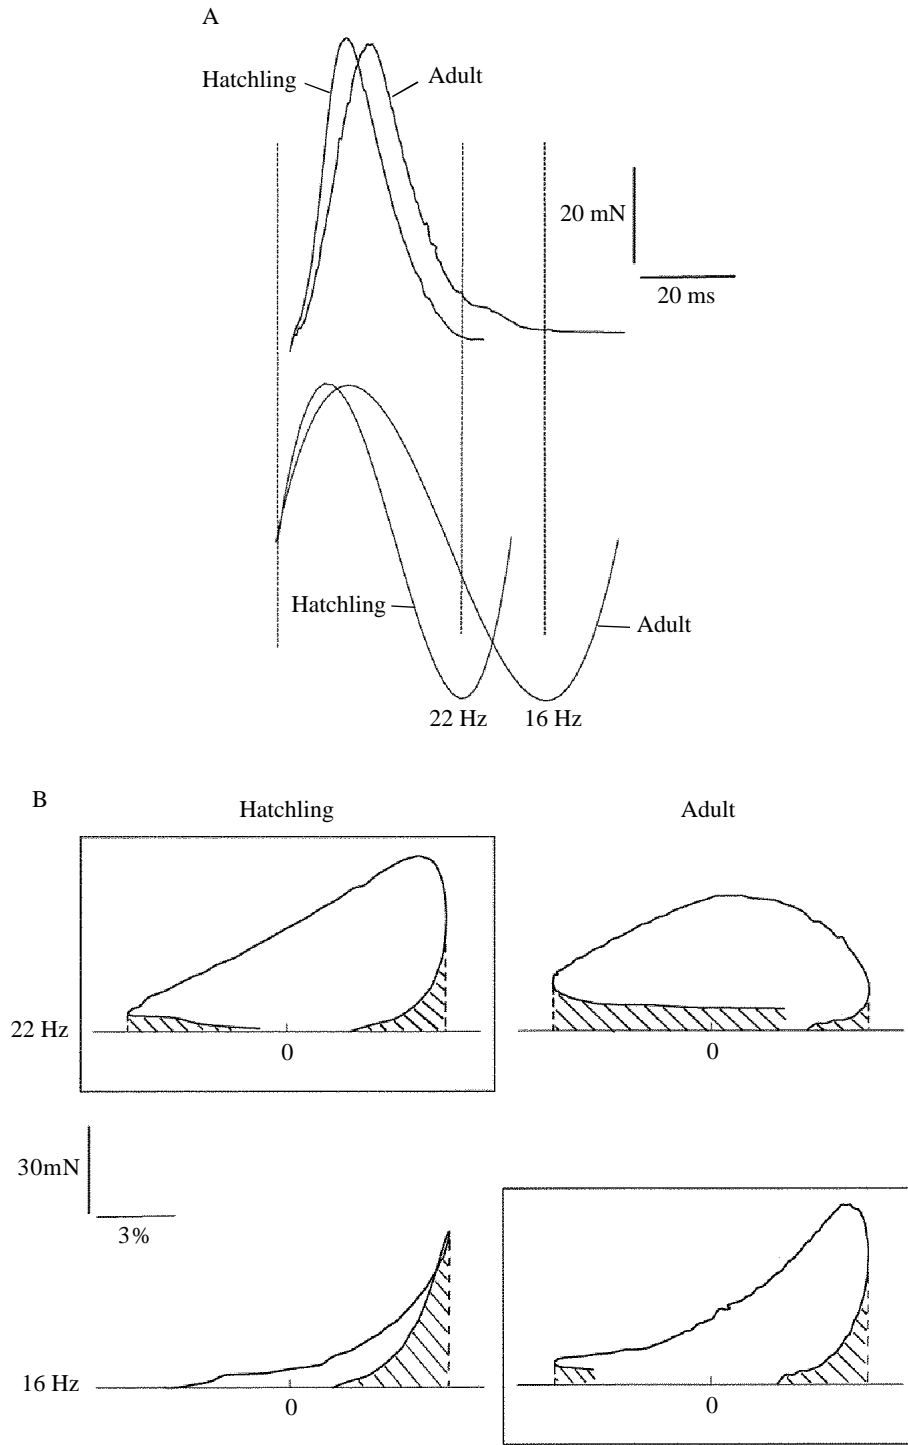 A
Hatchling
Adult
20 mN
20 ms
Hatchling
Adult
22 Hz 16 Hz
B
Hatchling Adult
22 Hz
0 0
30mN
3%
16 Hz
0 0